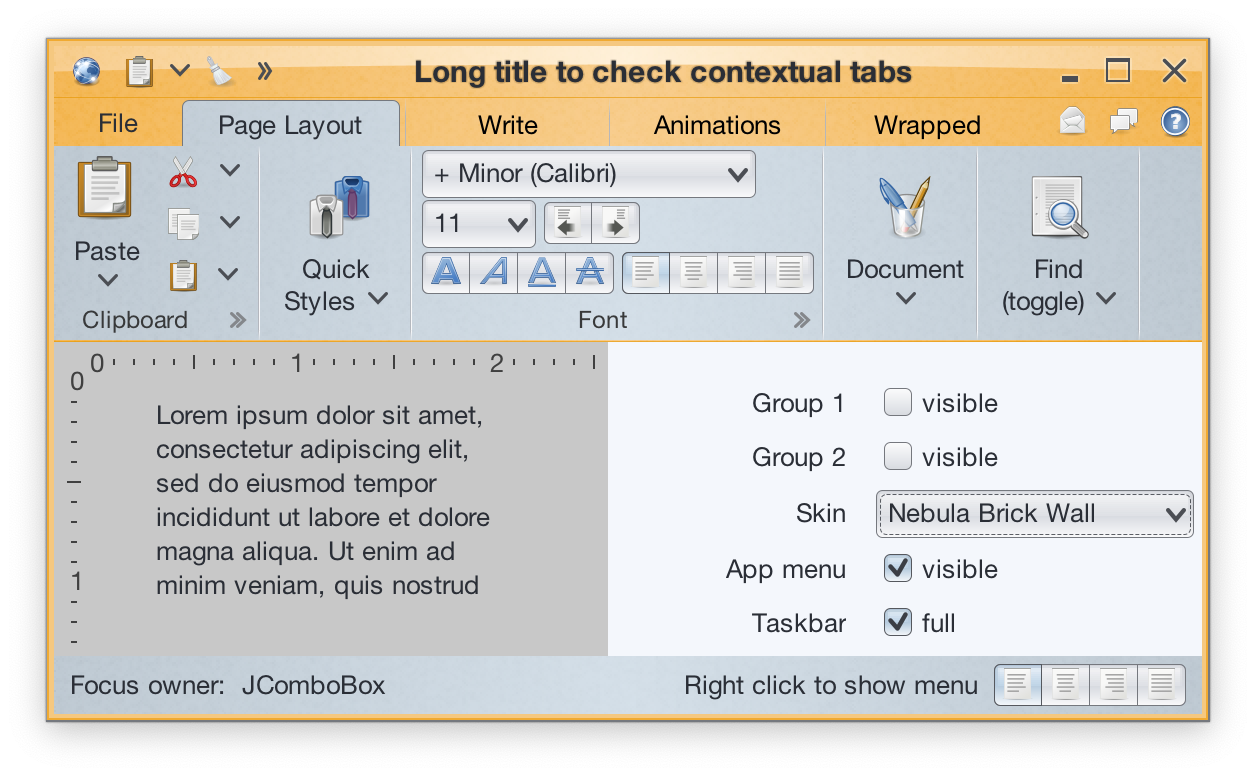 Long title to check contextual tabs
File
Page Layout
Write
Animations
Wrapped
Paste
Clipboard
Quick
Styles
+ Minor (Calibri)
11
A A A A
Font
Document
Find
(toggle)
0 1 2
0
1
Lorem ipsum dolor sit amet,
consectetur adipiscing elit,
sed do eiusmod tempor
incididunt ut labore et dolore
magna aliqua. Ut enim ad
minim veniam, quis nostrud
Group 1 visible
Group 2 visible
Skin Nebula Brick Wall
App menu visible
Taskbar full
Focus owner: JComboBox
Right click to show menu